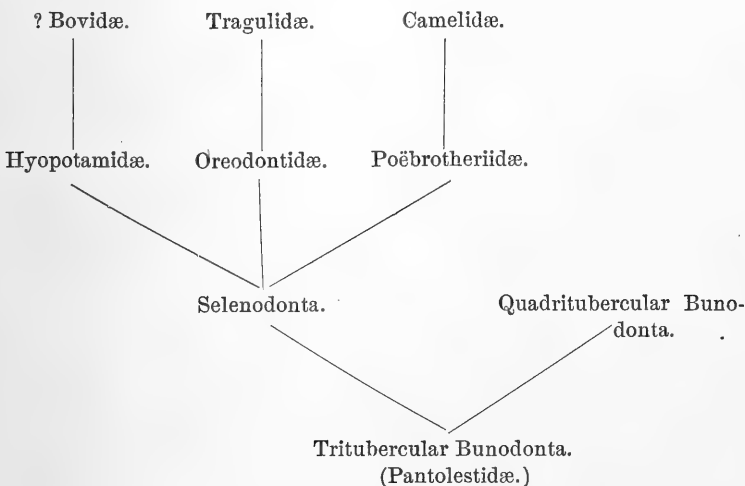 ? Bovidæ. Tragulidæ. Camelidæ.
Hyopotamidæ. Oreodontidæ. Poëbrotheriidæ.
Selenodonta. Quadritubercular Buno-
donta.
Tritubercular Bunodonta.
(Pantolestidæ.)